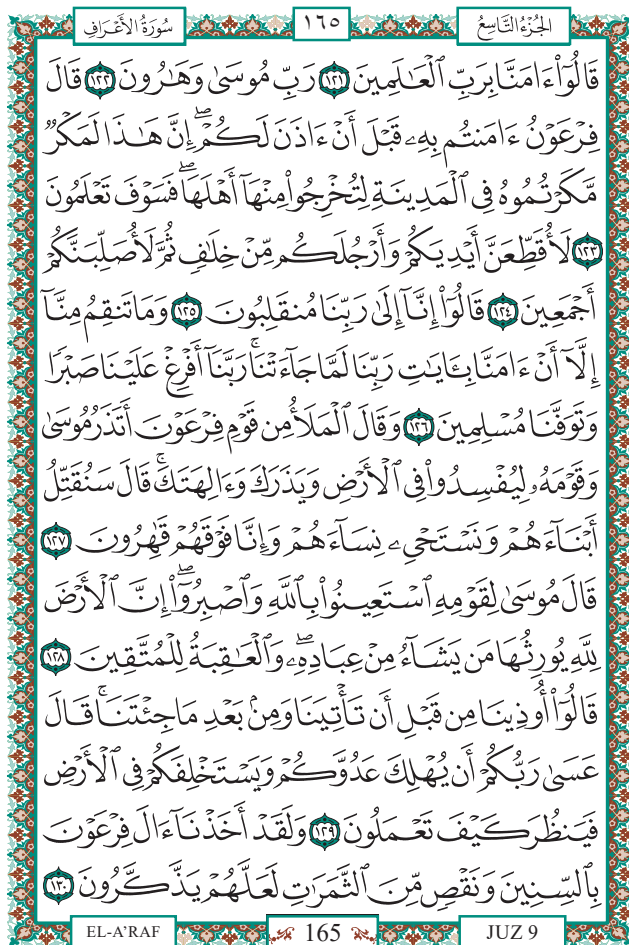 سُورَةُ الأَعْرَافِ ١٦٥ الجُزْءُ التَّاسِعُ
قَالُوٓا۟ ءَامَنَّا بِرَبِّ ٱلْعَـٰلَمِينَ ١٢١ رَبِّ مُوسَىٰ وَهَـٰرُونَ ١٢٢ قَالَ
فِرْعَوْنُ ءَامَنتُم بِهِۦ قَبْلَ أَنْ ءَاذَنَ لَكُمْ ۖ إِنَّ هَـٰذَا لَمَكْرٌ
مَّكَرْتُمُوهُ فِى ٱلْمَدِينَةِ لِتُخْرِجُوا۟ مِنْهَآ أَهْلَهَا ۖ فَسَوْفَ تَعْلَمُونَ
١٢٣ لَأُقَطِّعَنَّ أَيْدِيَكُمْ وَأَرْجُلَكُم مِّنْ خِلَـٰفٍ ثُمَّ لَأُصَلِّبَنَّكُمْ
أَجْمَعِينَ ١٢٤ قَالُوٓا۟ إِنَّآ إِلَىٰ رَبِّنَا مُنقَلِبُونَ ١٢٥ وَمَا تَنقِمُ مِنَّآ
إِلَّآ أَنْ ءَامَنَّا بِـَٔايَـٰتِ رَبِّنَا لَمَّا جَآءَتْنَا ۚ رَبَّنَآ أَفْرِغْ عَلَيْنَا صَبْرًا
وَتَوَفَّنَا مُسْلِمِينَ ١٢٦ وَقَالَ ٱلْمَلَأُ مِن قَوْمِ فِرْعَوْنَ أَتَذَرُ مُوسَىٰ
وَقَوْمَهُۥ لِيُفْسِدُوا۟ فِى ٱلْأَرْضِ وَيَذَرَكَ وَءَالِهَتَكَ ۚ قَالَ سَنُقَتِّلُ
أَبْنَآءَهُمْ وَنَسْتَحْىِۦ نِسَآءَهُمْ وَإِنَّا فَوْقَهُمْ قَـٰهِرُونَ ١٢٧
قَالَ مُوسَىٰ لِقَوْمِهِ ٱسْتَعِينُوا۟ بِٱللَّهِ وَٱصْبِرُوٓا۟ ۖ إِنَّ ٱلْأَرْضَ
لِلَّهِ يُورِثُهَا مَن يَشَآءُ مِنْ عِبَادِهِۦ ۖ وَٱلْعَـٰقِبَةُ لِلْمُتَّقِينَ ١٢٨
قَالُوٓا۟ أُوذِينَا مِن قَبْلِ أَن تَأْتِيَنَا وَمِنۢ بَعْدِ مَا جِئْتَنَا ۚ قَالَ
عَسَىٰ رَبُّكُمْ أَن يُهْلِكَ عَدُوَّكُمْ وَيَسْتَخْلِفَكُمْ فِى ٱلْأَرْضِ
فَيَنظُرَ كَيْفَ تَعْمَلُونَ ١٢٩ وَلَقَدْ أَخَذْنَآ ءَالَ فِرْعَوْنَ
بِٱلسِّنِينَ وَنَقْصٍ مِّنَ ٱلثَّمَرَٰتِ لَعَلَّهُمْ يَذَّكَّرُونَ ١٣٠
EL-A'RAF 165 JUZ 9